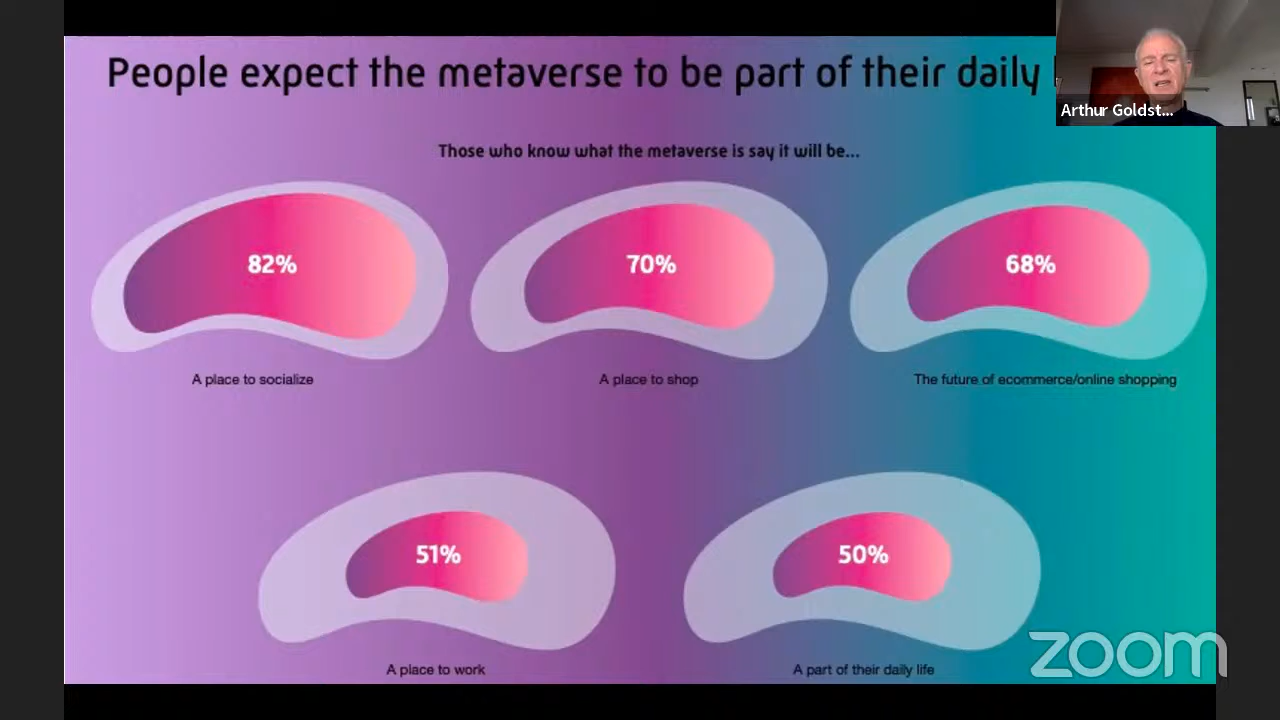 People expect the metaverse to be part of their daily
Arthur Goldst...
Those who know what the metaverse is say it will be...
82%
70%
68%
A place to socialize
A place to shop
The future of ecommerce/online shopping
51%
50%
A place to work
A part of their daily life
zoom